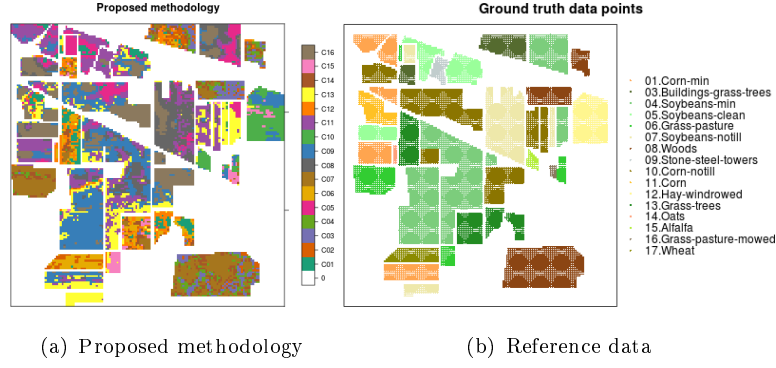 Proposed methodology
Ground truth data points
C16
C15
C14
C13
C12
C11
C10
C09
C08
C07
C06
C05
C04
C03
C02
C01
0
01.Corn-min
03.Buildings-grass-trees
04.Soybeans-min
05.Soybeans-clean
06.Grass-pasture
07.Soybeans-notill
08.Woods
09.Stone-steel-towers
10.Corn-notill
11.Corn
12.Hay-windrowed
13.Grass-trees
14.Oats
15.Alfalfa
16.Grass-pasture-mowed
17.Wheat
(a) Proposed methodology
(b) Reference data